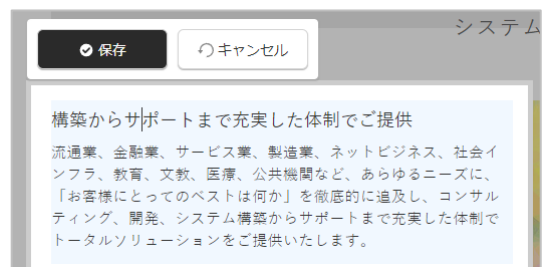 システム
保存
キャンセル
構築からサポートまで充実した体制でご提供
流通業、金融業、サービス業、製造業、ネットビジネス、社会イ
ンフラ、教育、文教、医療、公共機関など、あらゆるニーズに、
「お客様にとってのベストは何か」を徹底的に追及し、コンサル
ティング、開発、システム構築からサポートまで充実した体制で
トータルソリューションをご提供いたします。